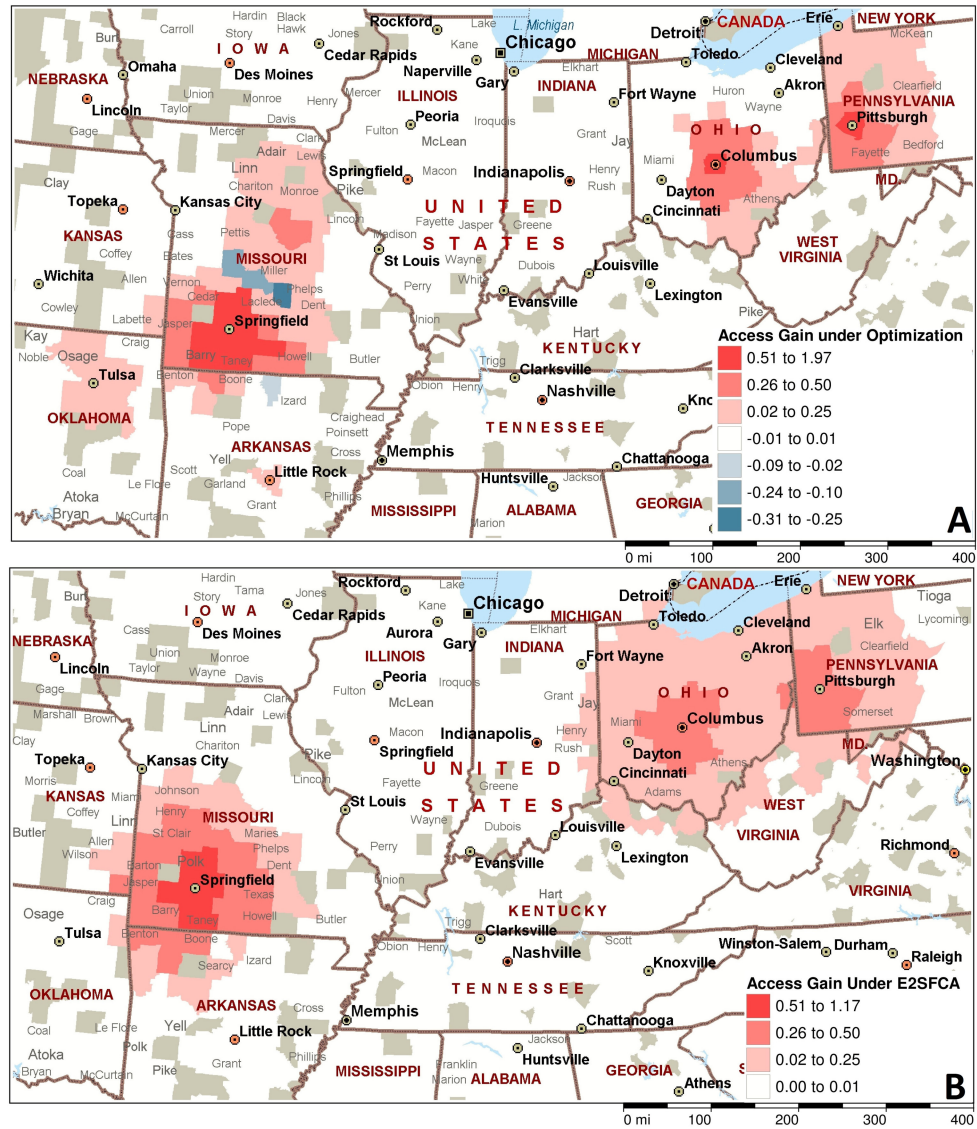 Hardin
Black
Hawk
Rockford
Lake
L. Michigan
CANADA
Erie
NEW YORK
Carroll
Story
Jones
Detroit
McKean
IOWA
Cedar Rapids
Kane
Chicago
MICHIGAN
Toledo
Cleveland
Omaha
Des Moines
Naperville
Gary
Elkhart
NEBRASKA
Union
Monroe
Henry
Mercer
ILLINOIS
INDIANA
Huron
Akron
Clearfield
Lincoln
Taylor
Davis
Peoria
Iroquois
Fort Wayne
Wayne
PENNSYLVANIA
Gage
Mercer
Clark
Fulton
McLean
Grant
Jay
OHIO
Pittsburgh
Adair
Lewis
Fayette
Bedford
Clay
Linn
Springfield
Macon
Indianapolis
Henry
Rush
Miami
Columbus
MD.
Chariton
Monroe
Pike
Dayton
Athens
Topeka
Kansas City
Lincoln
UNITED
Cincinnati
KANSAS
Cass
Pettis
Madison
Fayette
Jasper
Greene
STATES
WEST
VIRGINIA
Coffey
Bates
MISSOURI
St Louis
Wayne
Dubois
Louisville
Wichita
Allen
Vernon
Miller
Perry
White
Evansville
Lexington
Cedar
Laclede
Phelps
Dent
Cowley
Labette
Jasper
Springfield
Union
Pike
Kay
Noble
Osage
Craig
Barry
Taney
Howell
Butler
Hart
KENTUCKY
Trigg
Tulsa
Benton
Boone
Obion
Henry
Clarksville
Izard
Nashville
OKLAHOMA
Pope
Craighead
Poinsett
TENNESSEE
Knc
ARKANSAS
Cross
Coal
Scott
Yell
Little Rock
Memphis
Chattanooga
Le Flore
Garland
Huntsville
Jackson
Atoka
Bryan
McCurtain
Grant
Phillips
MISSISSIPPI
ALABAMA
GEORGIA
Marion
Access Gain under Optimization
0.51 to 1.97
0.26 to 0.50
0.02 to 0.25
-0.01 to 0.01
-0.09 to -0.02
-0.24 to -0.10
-0.31 to -0.25
A
0 mi 100 200 300 400
Hardin
Tama
Rockford
Lake
CANADA
Erie
NEW YORK
IOWA
Jones
Detroit
Tioga
Cedar Rapids
Kane
Chicago
MICHIGAN
Toledo
Cleveland
Lycoming
Cass
Des Moines
Aurora
Gary
Elkhart
Elk
NEBRASKA
Union
Monroe
ILLINOIS
INDIANA
Akron
Clearfield
Lincoln
Taylor
Wayne
Davis
Peoria
Iroquois
Fort Wayne
PENNSYLVANIA
Gage
Clark
Fulton
McLean
Grant
Jay
OHIO
Pittsburgh
Marshall
Brown
Adair
Lewis
Somerset
Clay
Linn
Macon
Springfield
Indianapolis
Henry
Rush
Miami
Columbus
MD.
Chariton
Pike
Dayton
Athens
Washington
Topeka
Kansas City
Lincoln
UNITED
Cincinnati
Morris
KANSAS
Miami
Johnson
Fayette
Greene
Adams
Coffey
Linn
Henry
MISSOURI
St Louis
STATES
WEST
VIRGINIA
Butler
Allen
St Clair
Maries
Wayne
Dubois
Louisville
Richmond
Wilson
Barton
Polk
Phelps
Dent
Perry
Evansville
Lexington
Jasper
Springfield
Texas
Union
VIRGINIA
Osage
Craig
Barry
Taney
Howell
Butler
Hart
KENTUCKY
Trigg
Tulsa
Benton
Boone
Obion
Henry
Clarksville
Scott
Winston-Salem
Durham
Searcy
Izard
Nashville
Knoxville
Raleigh
OKLAHOMA
ARKANSAS
Cross
TENNESSEE
Coal
Le Flore
Yell
Little Rock
Memphis
Chattanooga
Atoka
Polk
Huntsville
Jackson
Bryan
McCurtain
Pike
Grant
Phillips
MISSISSIPPI
Franklin
Marion
ALABAMA
GEORGIA
Athens
S
Access Gain Under E2SFCA
0.51 to 1.17
0.26 to 0.50
0.02 to 0.25
0.00 to 0.01
B
0 mi 100 200 300 400